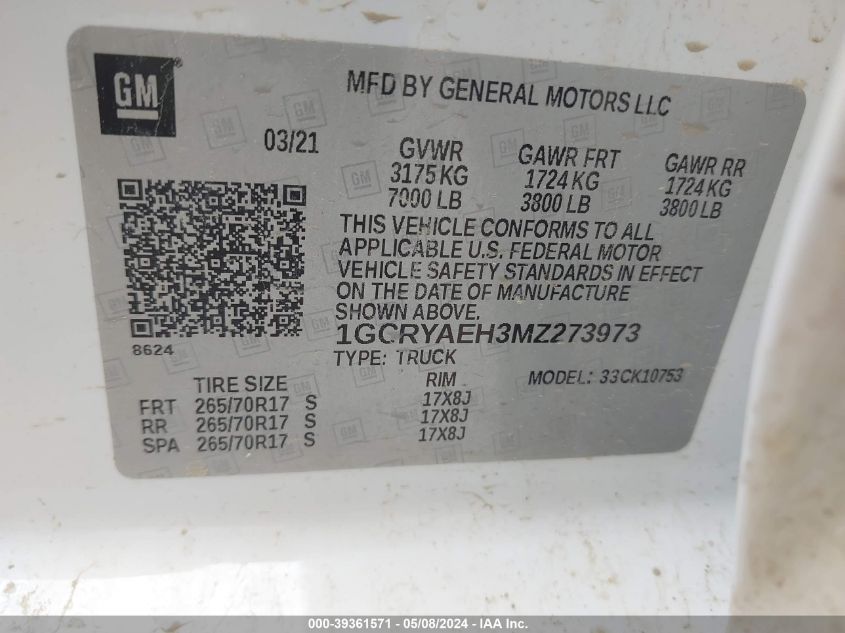 GM
MFD BY GENERAL MOTORS LLC
03/21
GVWR
3175 KG
7000 LB
GAWR FRT
1724 KG
3800 LB
GAWR RR
1724 KG
3800 LB
THIS VEHICLE CONFORMS TO ALL
APPLICABLE U.S. FEDERAL MOTOR
VEHICLE SAFETY STANDARDS IN EFFECT
ON THE DATE OF MANUFACTURE
SHOWN ABOVE.
1GCRYAEH3MZ273973
8624
TYPE: TRUCK
MODEL: 33CK10753
TIRE SIZE
RIM
FRT 265/70R17 S 17X8J
RR 265/70R17 S 17X8J
SPA 265/70R17 S 17X8J
000-39361571 - 05/08/2024 - IAA Inc.